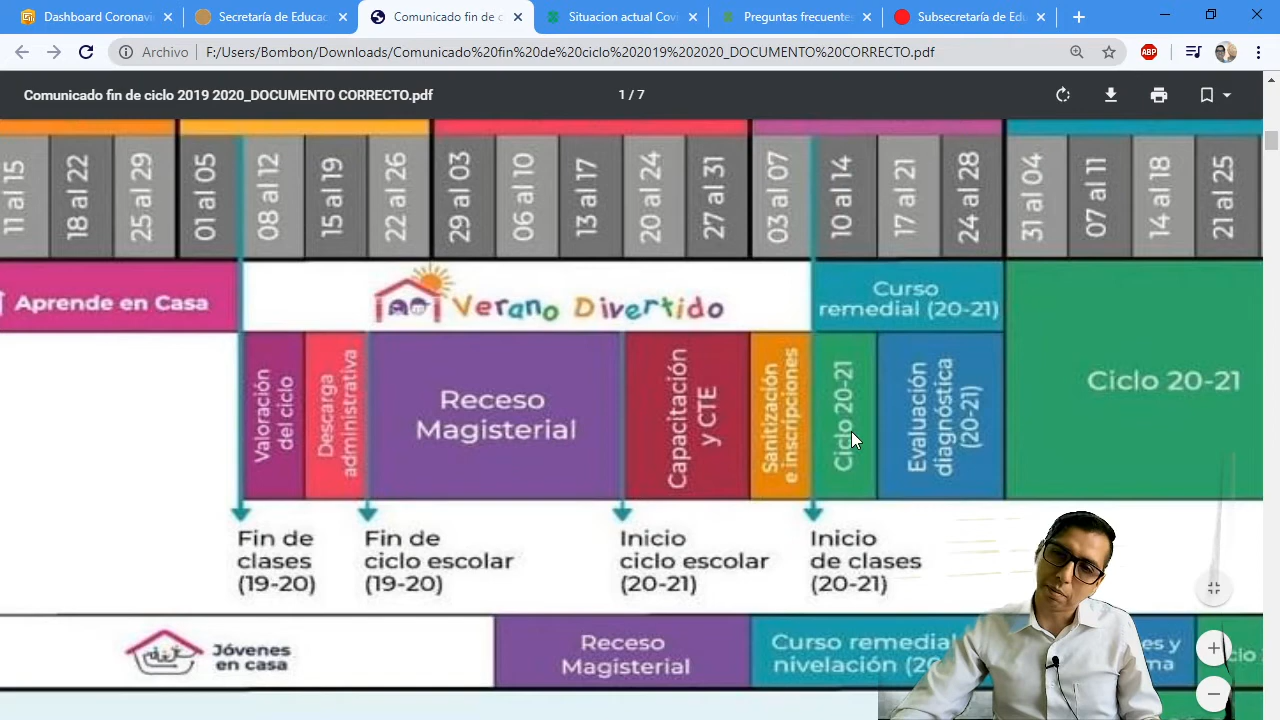 Dashboard Coronavi
Secretaría de Educac
Comunicado fin de c
Situacion actual Covi
Preguntas frecuente
Subsecretaría de Edu
Archivo
F:/Users/Bombon/Downloads/Comunicado%20fin%20de%20ciclo%202019%202020_DOCUMENTO%20CORRECTO.pdf
ABP
Comunicado fin de ciclo 2019 2020_DOCUMENTO CORRECTO.pdf
1 / 7
11 al 15
18 al 22
25 al 29
01 al 05
08 al 12
15 al 19
22 al 26
29 al 03
06 al 10
13 al 17
20 al 24
27 al 31
03 al 07
10 al 14
17 al 21
24 al 28
31 al 04
07 al 11
14 al 18
21 al 25
Aprende en Casa
Verano Divertido
Curso
remedial (20-21)
Valoración
del ciclo
Descarga
administrativa
Receso
Magisterial
Capacitación
y CTE
Sanitización
e inscripciones
Ciclo 20-21
Evaluación
diagnóstica
(20-21)
Ciclo 20-21
Fin de
clases
(19-20)
Fin de
ciclo escolar
(19-20)
Inicio
ciclo escolar
(20-21)
Inicio
de clases
(20-21)
Jóvenes
en casa
Receso
Magisterial
Curso remedial
nivelación (20
es y
ma
clo